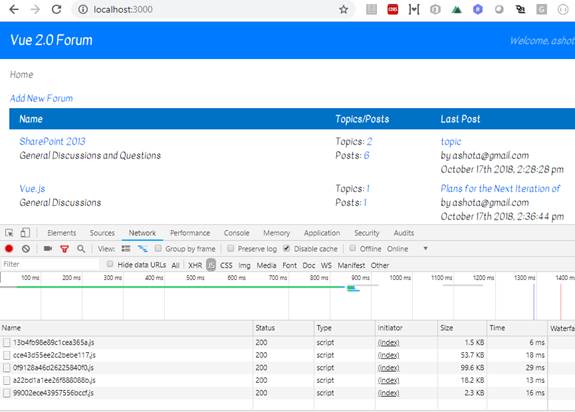 localhost:3000
Vue 2.0 Forum
Welcome, ashot
Home
Add New Forum
Name Topics/Posts Last Post
SharePoint 2013 Topics: 2 topic
General Discussions and Questions Posts: 6 by ashota@gmail.com
October 17th 2018, 2:28:28 pm
Vue.js Topics: 1 Plans for the Next Iteration of
General Discussions Posts: 1 by ashota@gmail.com
October 17th 2018, 2:36:44 pm
Elements Sources Network Performance Console Memory Application Security Audits
View: Group by frame Preserve log Disable cache Offline Online
Filter Hide data URLs All XHR JS CSS Img Media Font Doc WS Manifest Other
100 ms 200 ms 300 ms 400 ms 500 ms 600 ms 700 ms 800 ms 900 ms 1000 ms 1100 ms 1200 ms 1300 ms 1400 ms
Name Status Type Initiator Size Time Waterfa
13b4fb98e89c1cea365a.js 200 script (index) 1.5 KB 6 ms
cce43d55ee2c2bebe117.js 200 script (index) 53.7 KB 18 ms
0f9128a46d26225840f0.js 200 script (index) 99.6 KB 29 ms
a22bd1a1ee26f888088b.js 200 script (index) 18.2 KB 13 ms
99002ece43957556bccf.js 200 script (index) 2.3 KB 16 ms